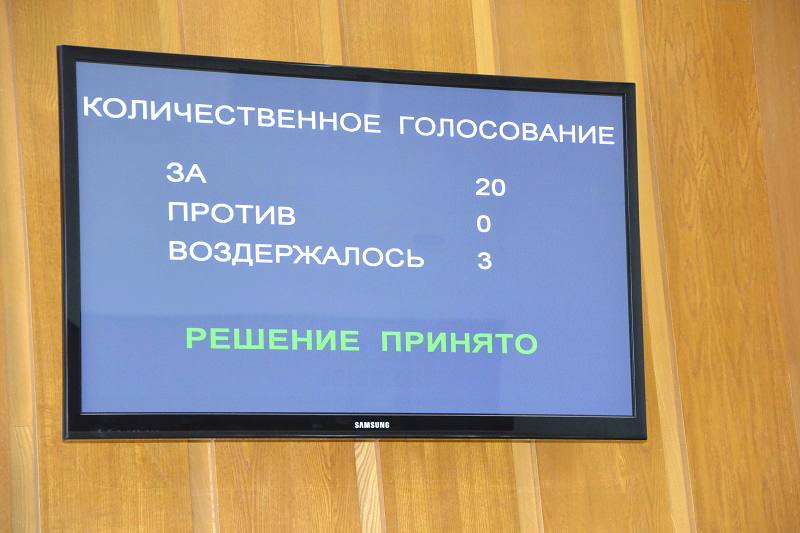 КОЛИЧЕСТВЕННОЕ ГОЛОСОВАНИЕ
ЗА 20
ПРОТИВ 0
ВОЗДЕРЖАЛОСЬ 3
РЕШЕНИЕ ПРИНЯТО
SAMSUNG